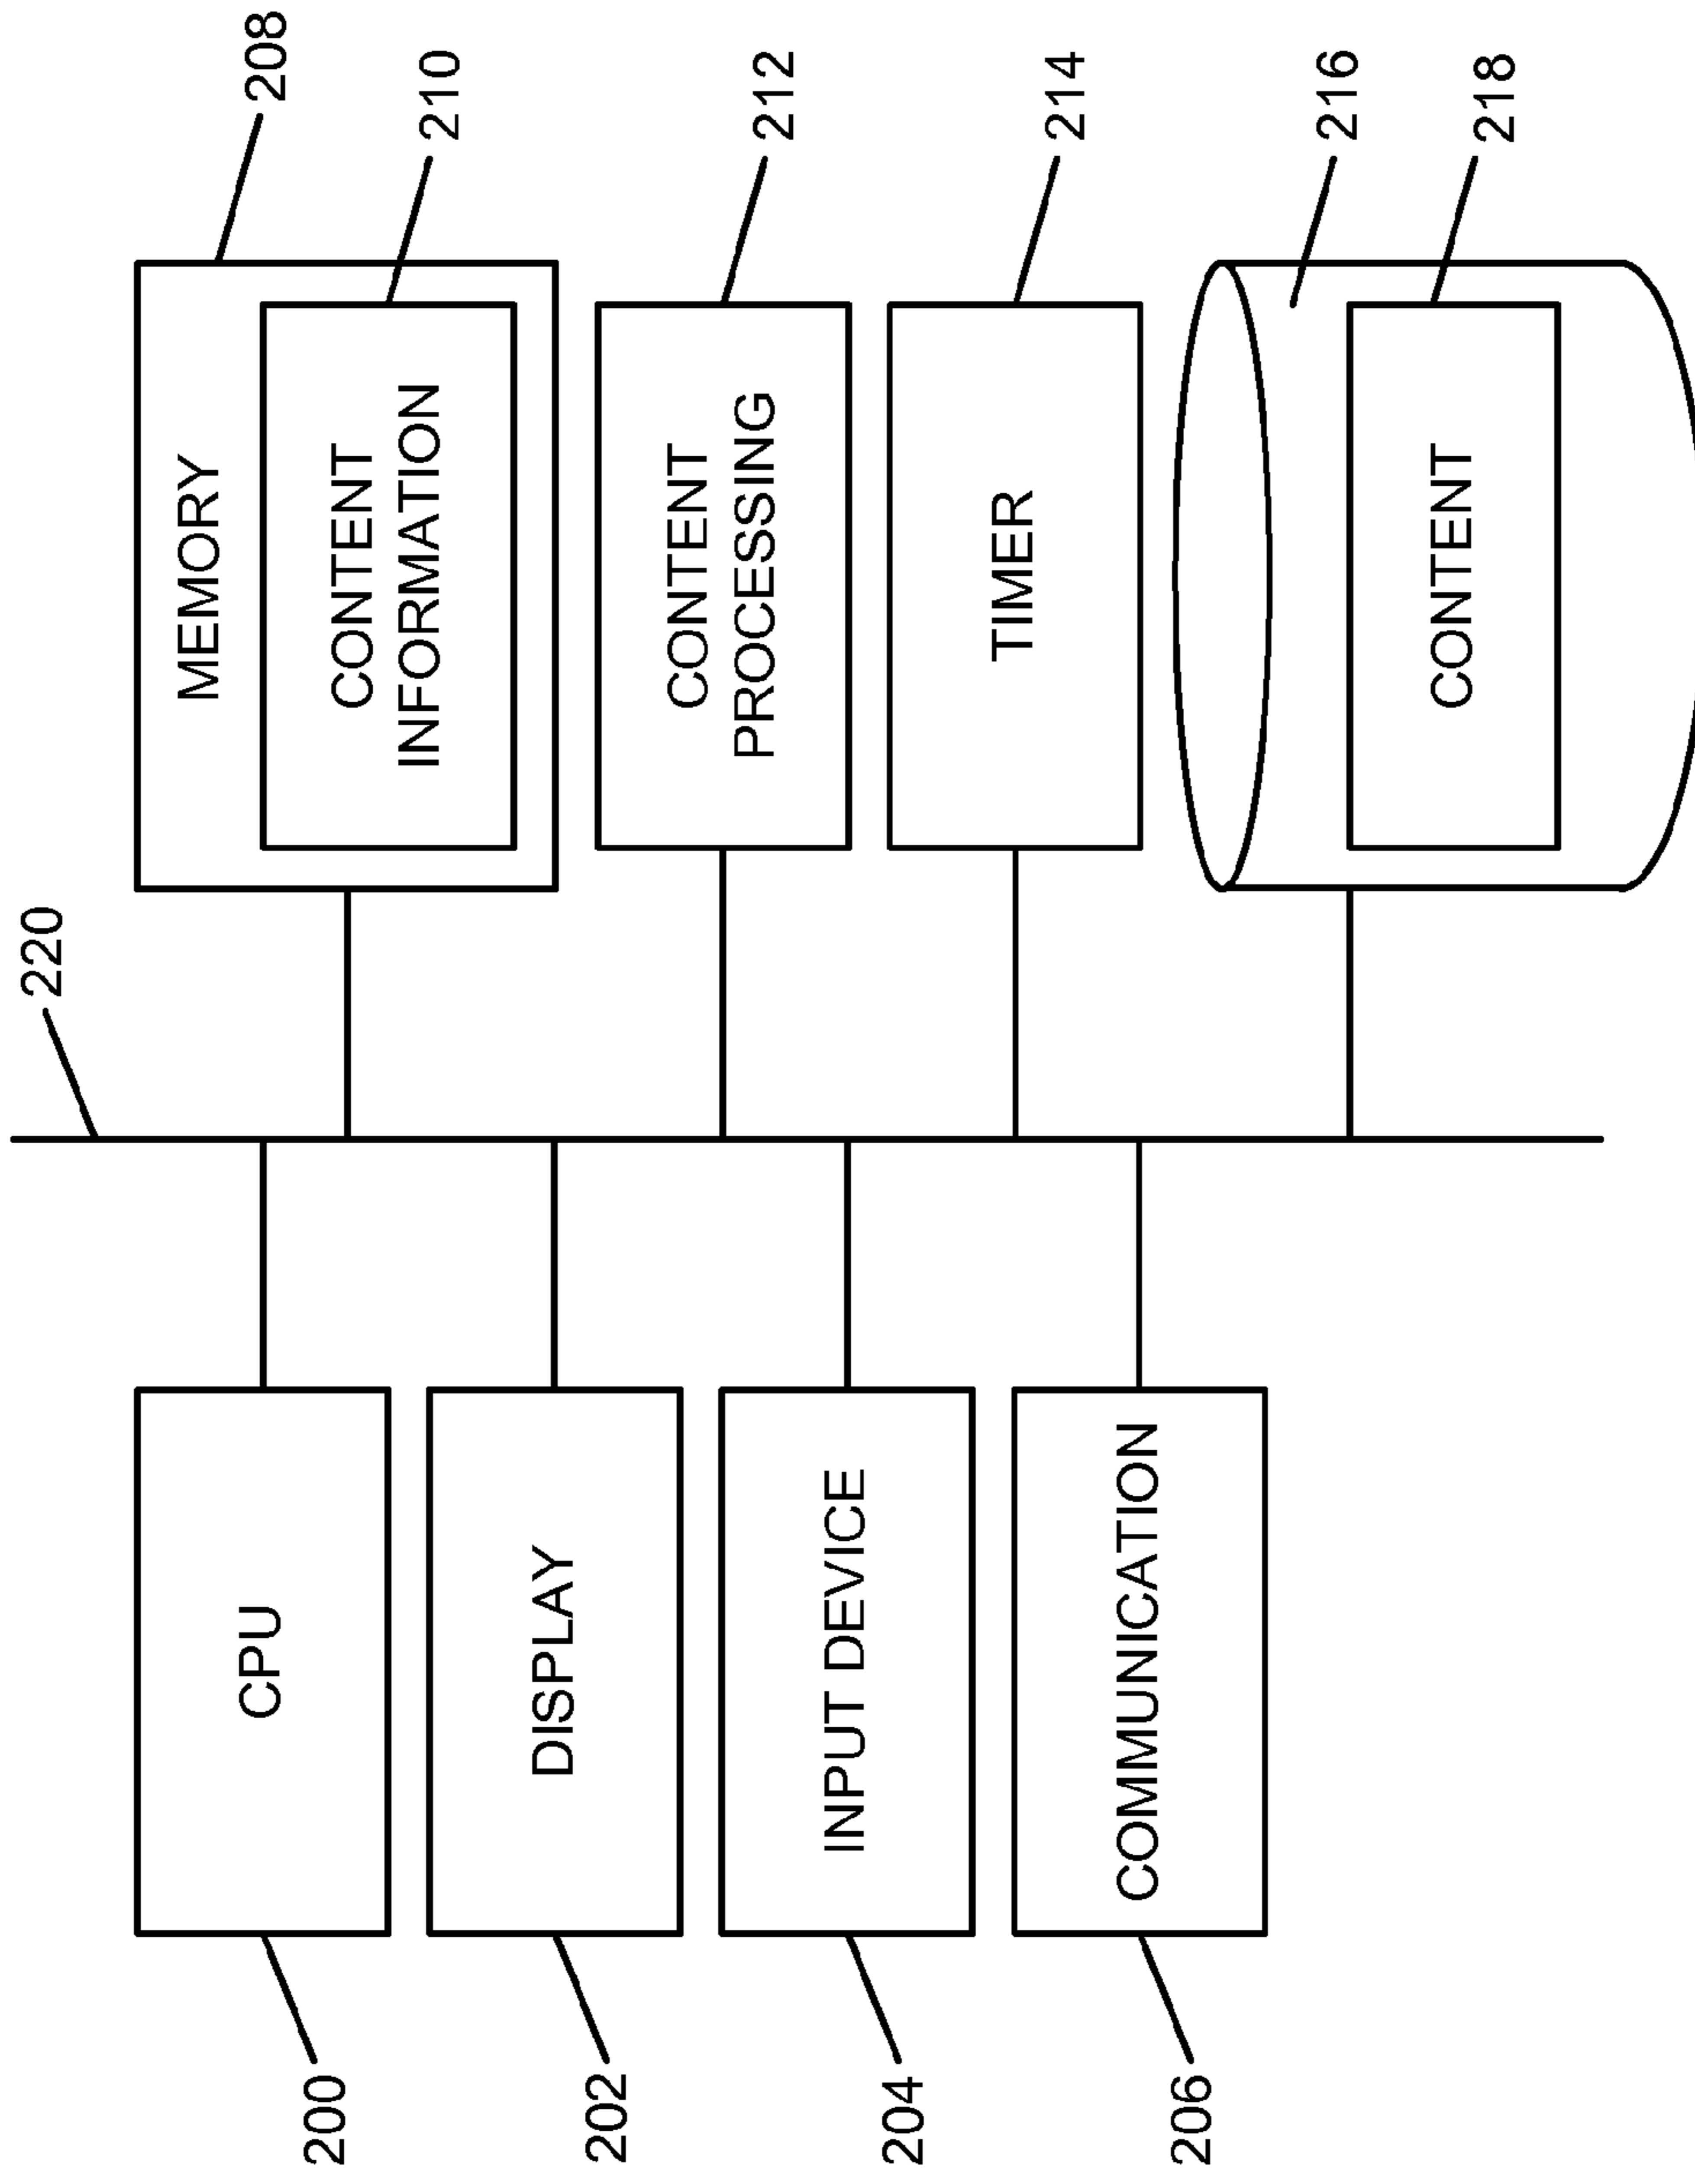 220
200
CPU
202
DISPLAY
204
INPUT DEVICE
206
COMMUNICATION
MEMORY
208
CONTENT
INFORMATION
210
CONTENT
PROCESSING
212
TIMER
214
216
CONTENT
218